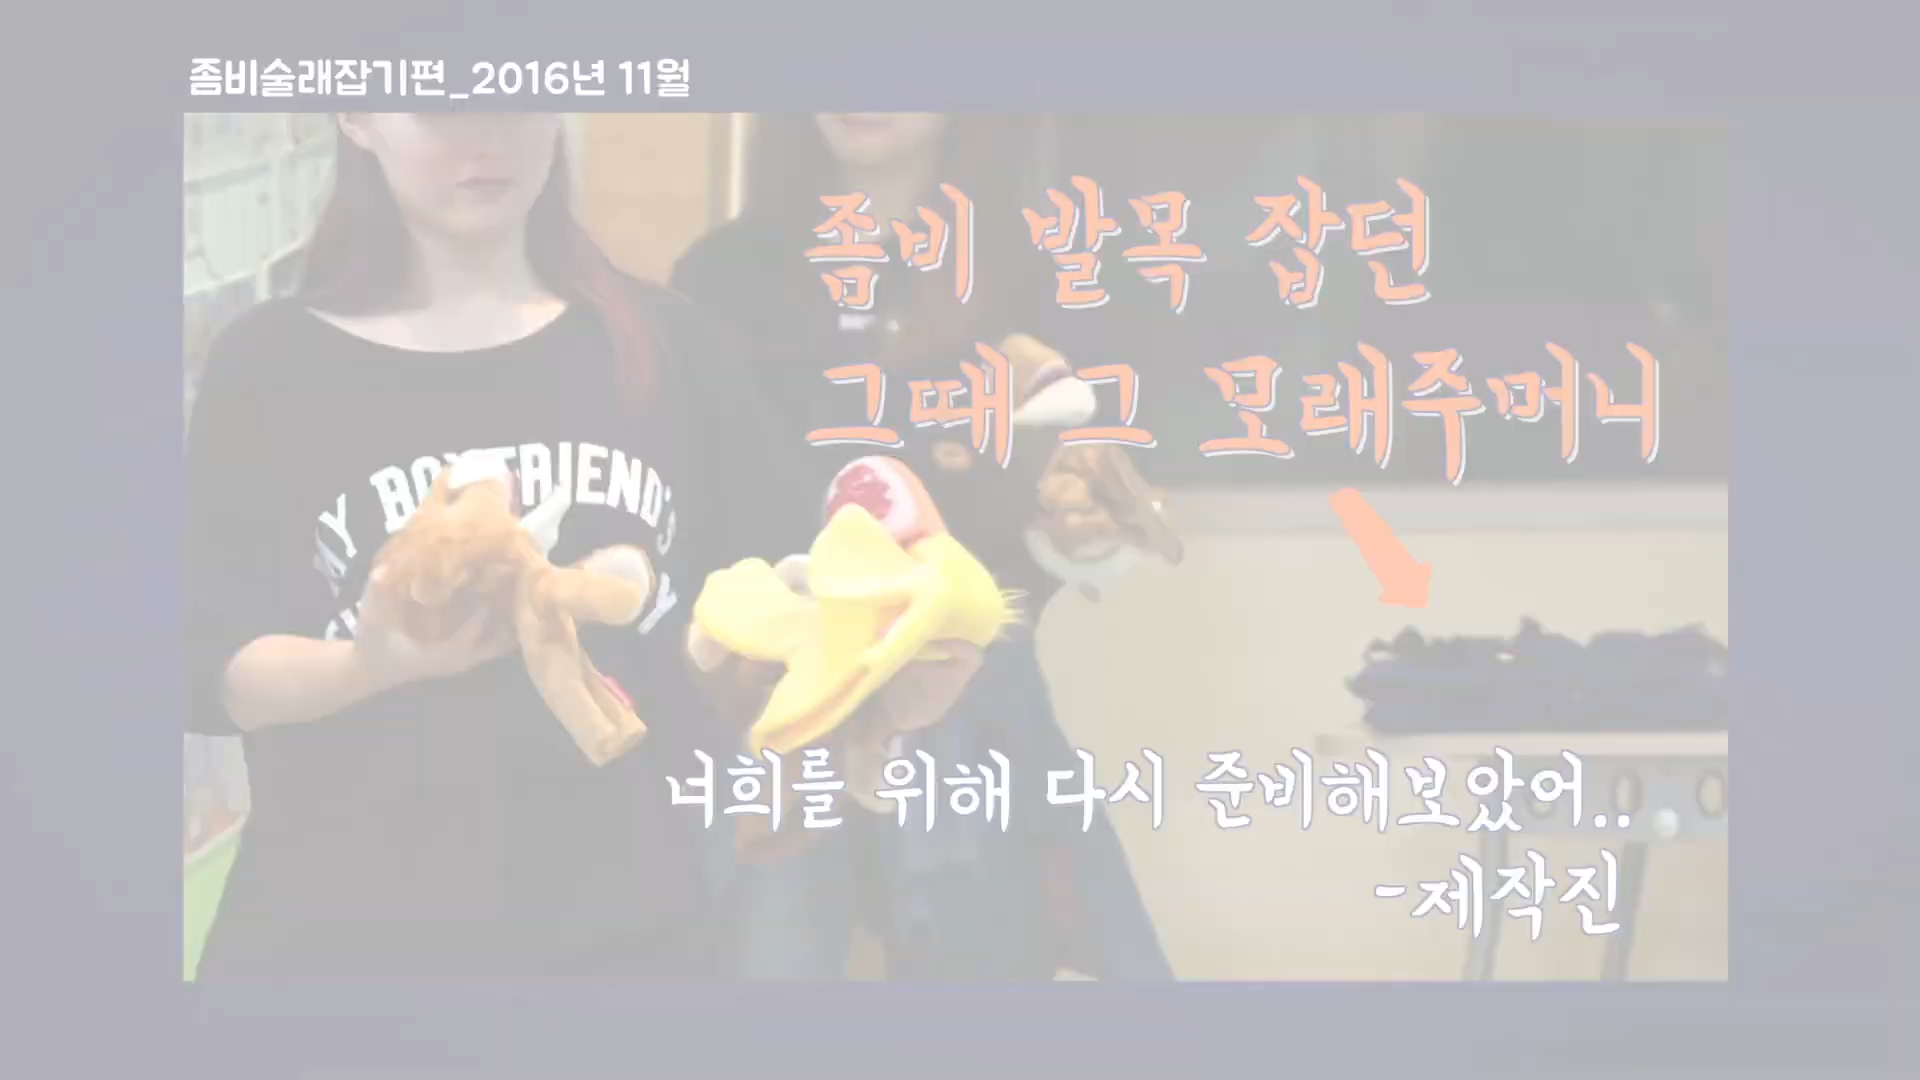 좀비술래잡기편_2016년 11월
좀비 발목 잡던
그때 그 모래주머니
MY BOYFRIEND'S
너희를 위해 다시 준비해보았어..
-제작진